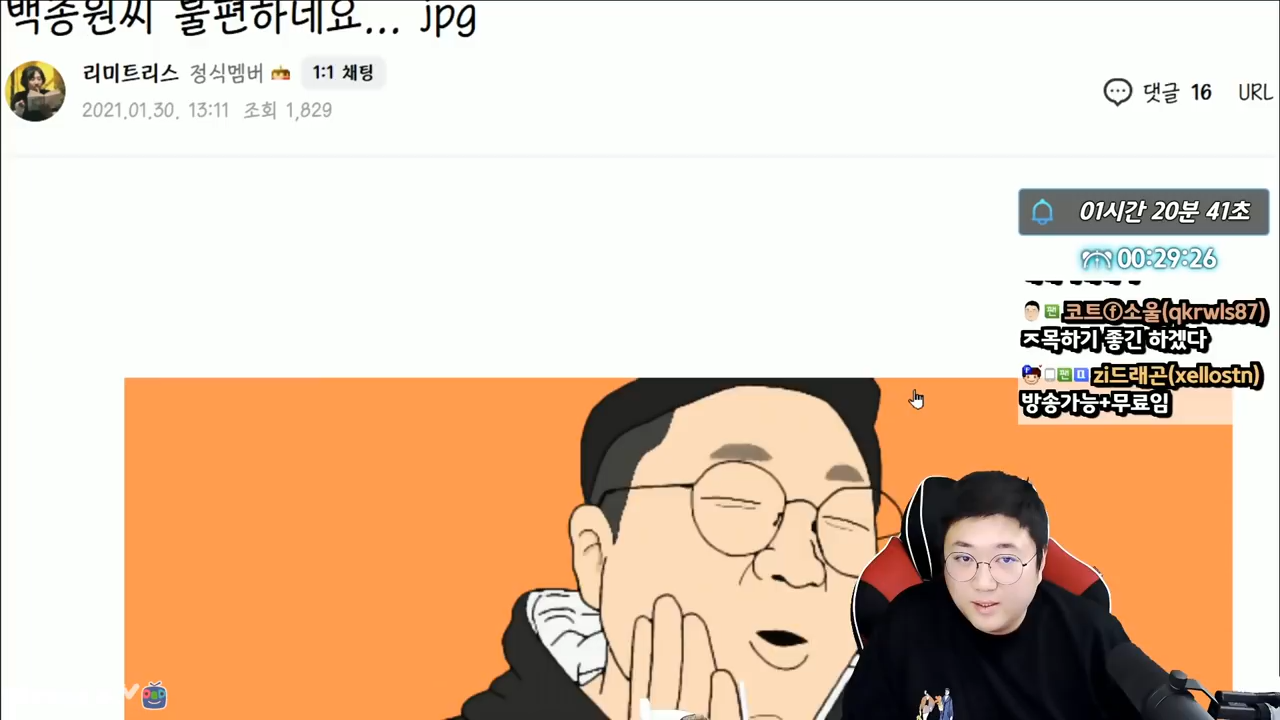 백종원씨 불편하네요... jpg
리미트리스 정식멤버 1:1 채팅
2021.01.30. 13:11 조회 1,829
댓글 16 URL
01시간 20분 41초
00:29:26
팬 코트ⓕ소울(qkrwls87)
ㅈ목하기 좋긴 하겠다
팬 zi드래곤(xellostn)
방송가능+무료임